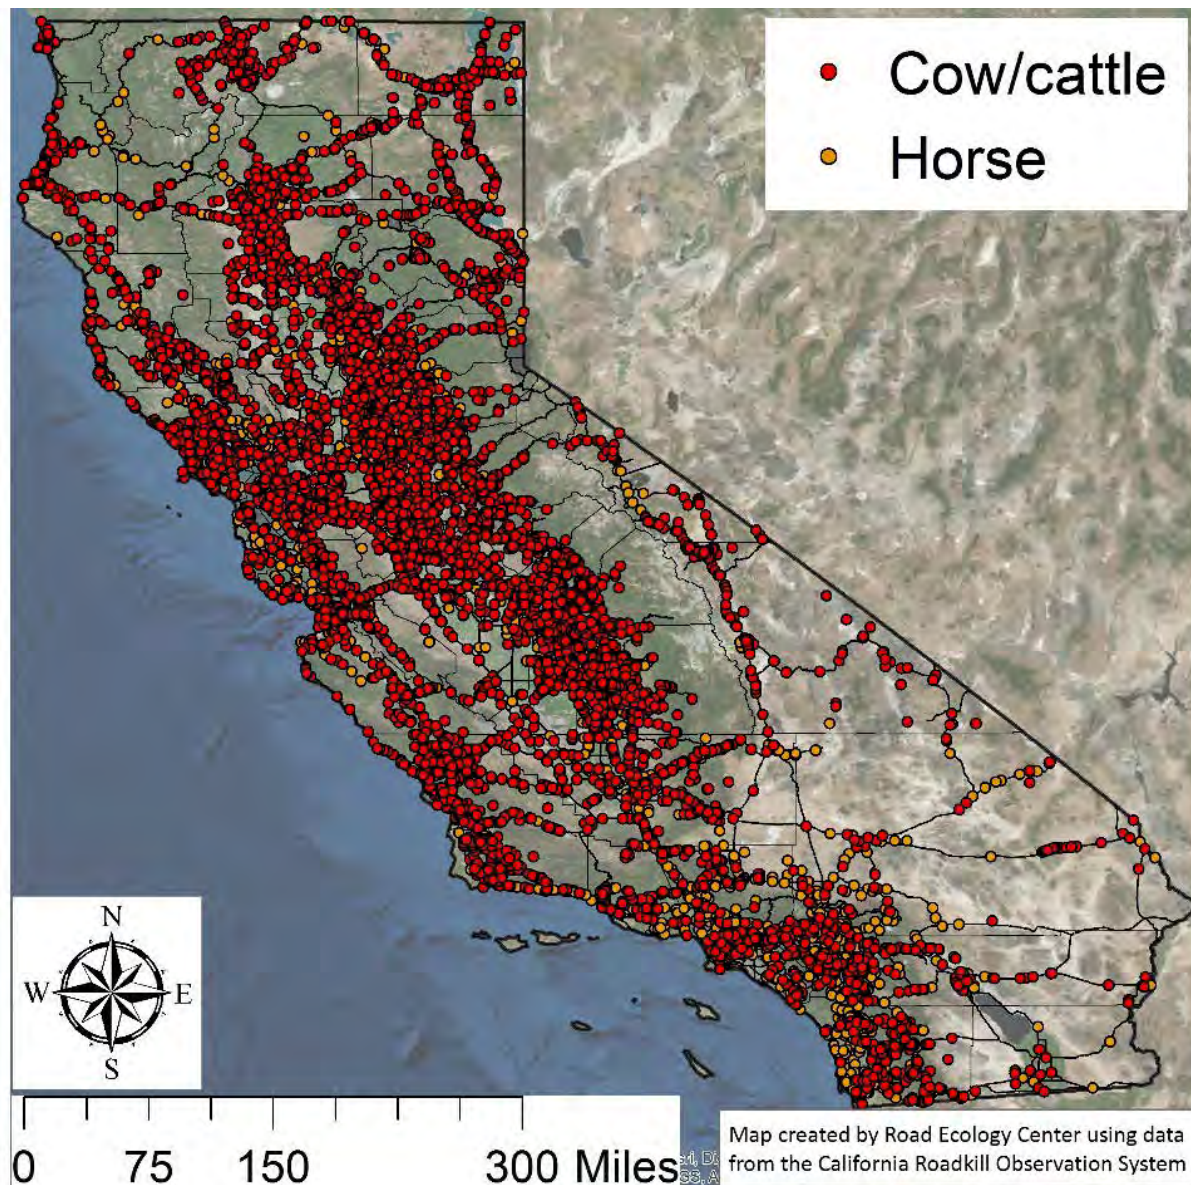 Cow/cattle
Horse
N
W E
S
0 75 150 300 Miles
Map created by Road Ecology Center using data
from the California Roadkill Observation System